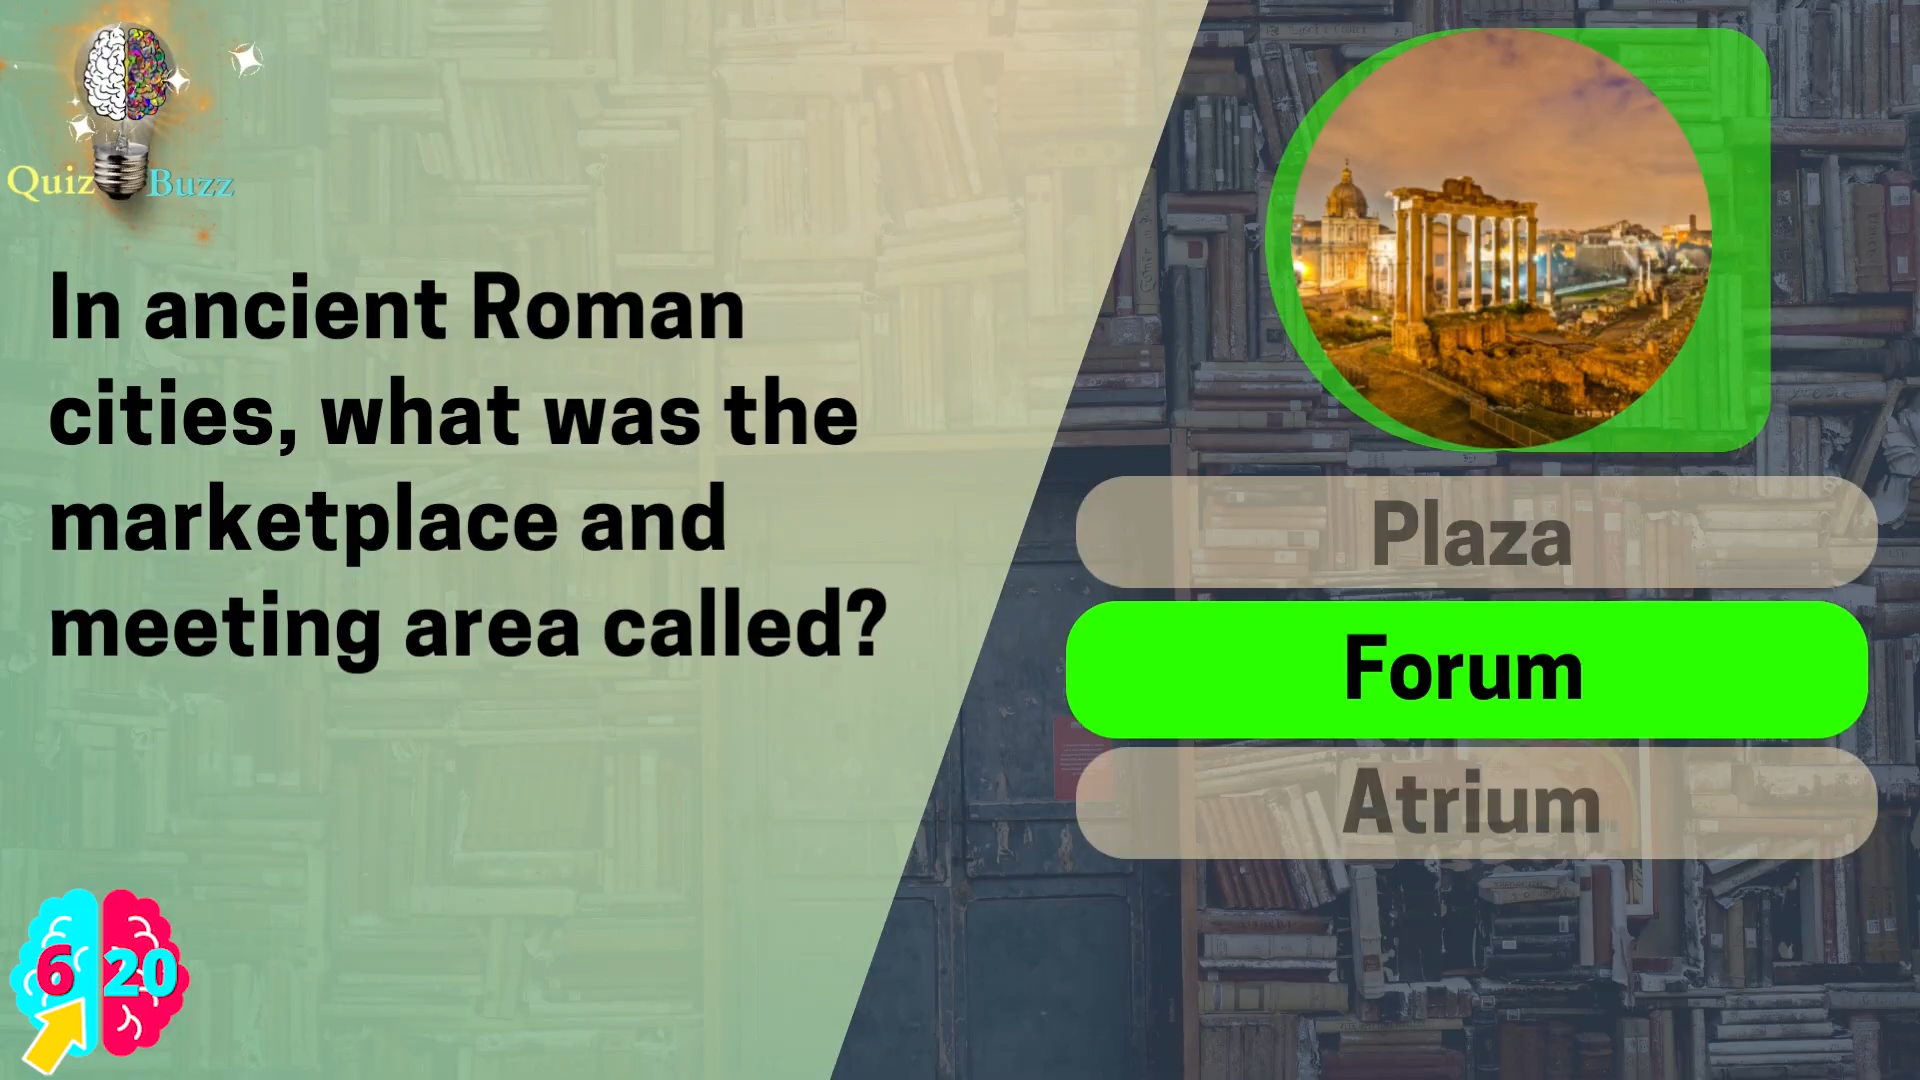 Quiz Buzz
In ancient Roman
cities, what was the
marketplace and
meeting area called?
Plaza
Forum
Atrium
6 20